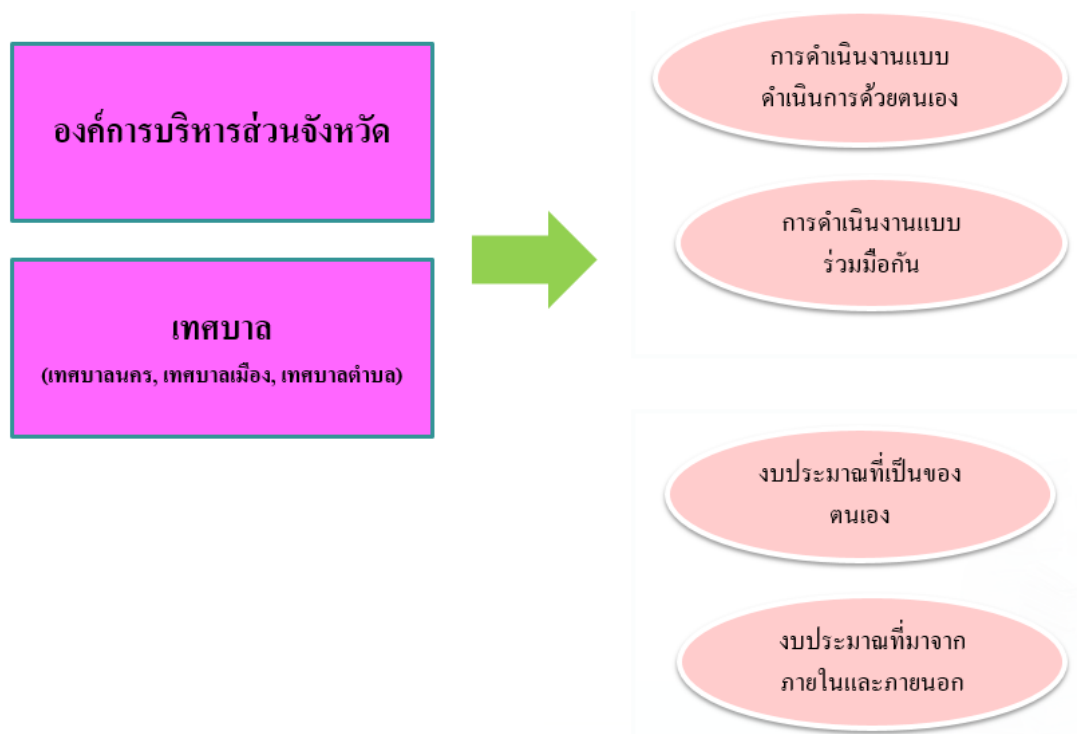 องค์การบริหารส่วนจังหวัด
เทศบาล
(เทศบาลนคร, เทศบาลเมือง, เทศบาลตำบล)
การดำเนินงานแบบ
ดำเนินการด้วยตนเอง
การดำเนินงานแบบ
ร่วมมือกัน
งบประมาณที่เป็นของ
ตนเอง
งบประมาณที่มาจาก
ภายในและภายนอก